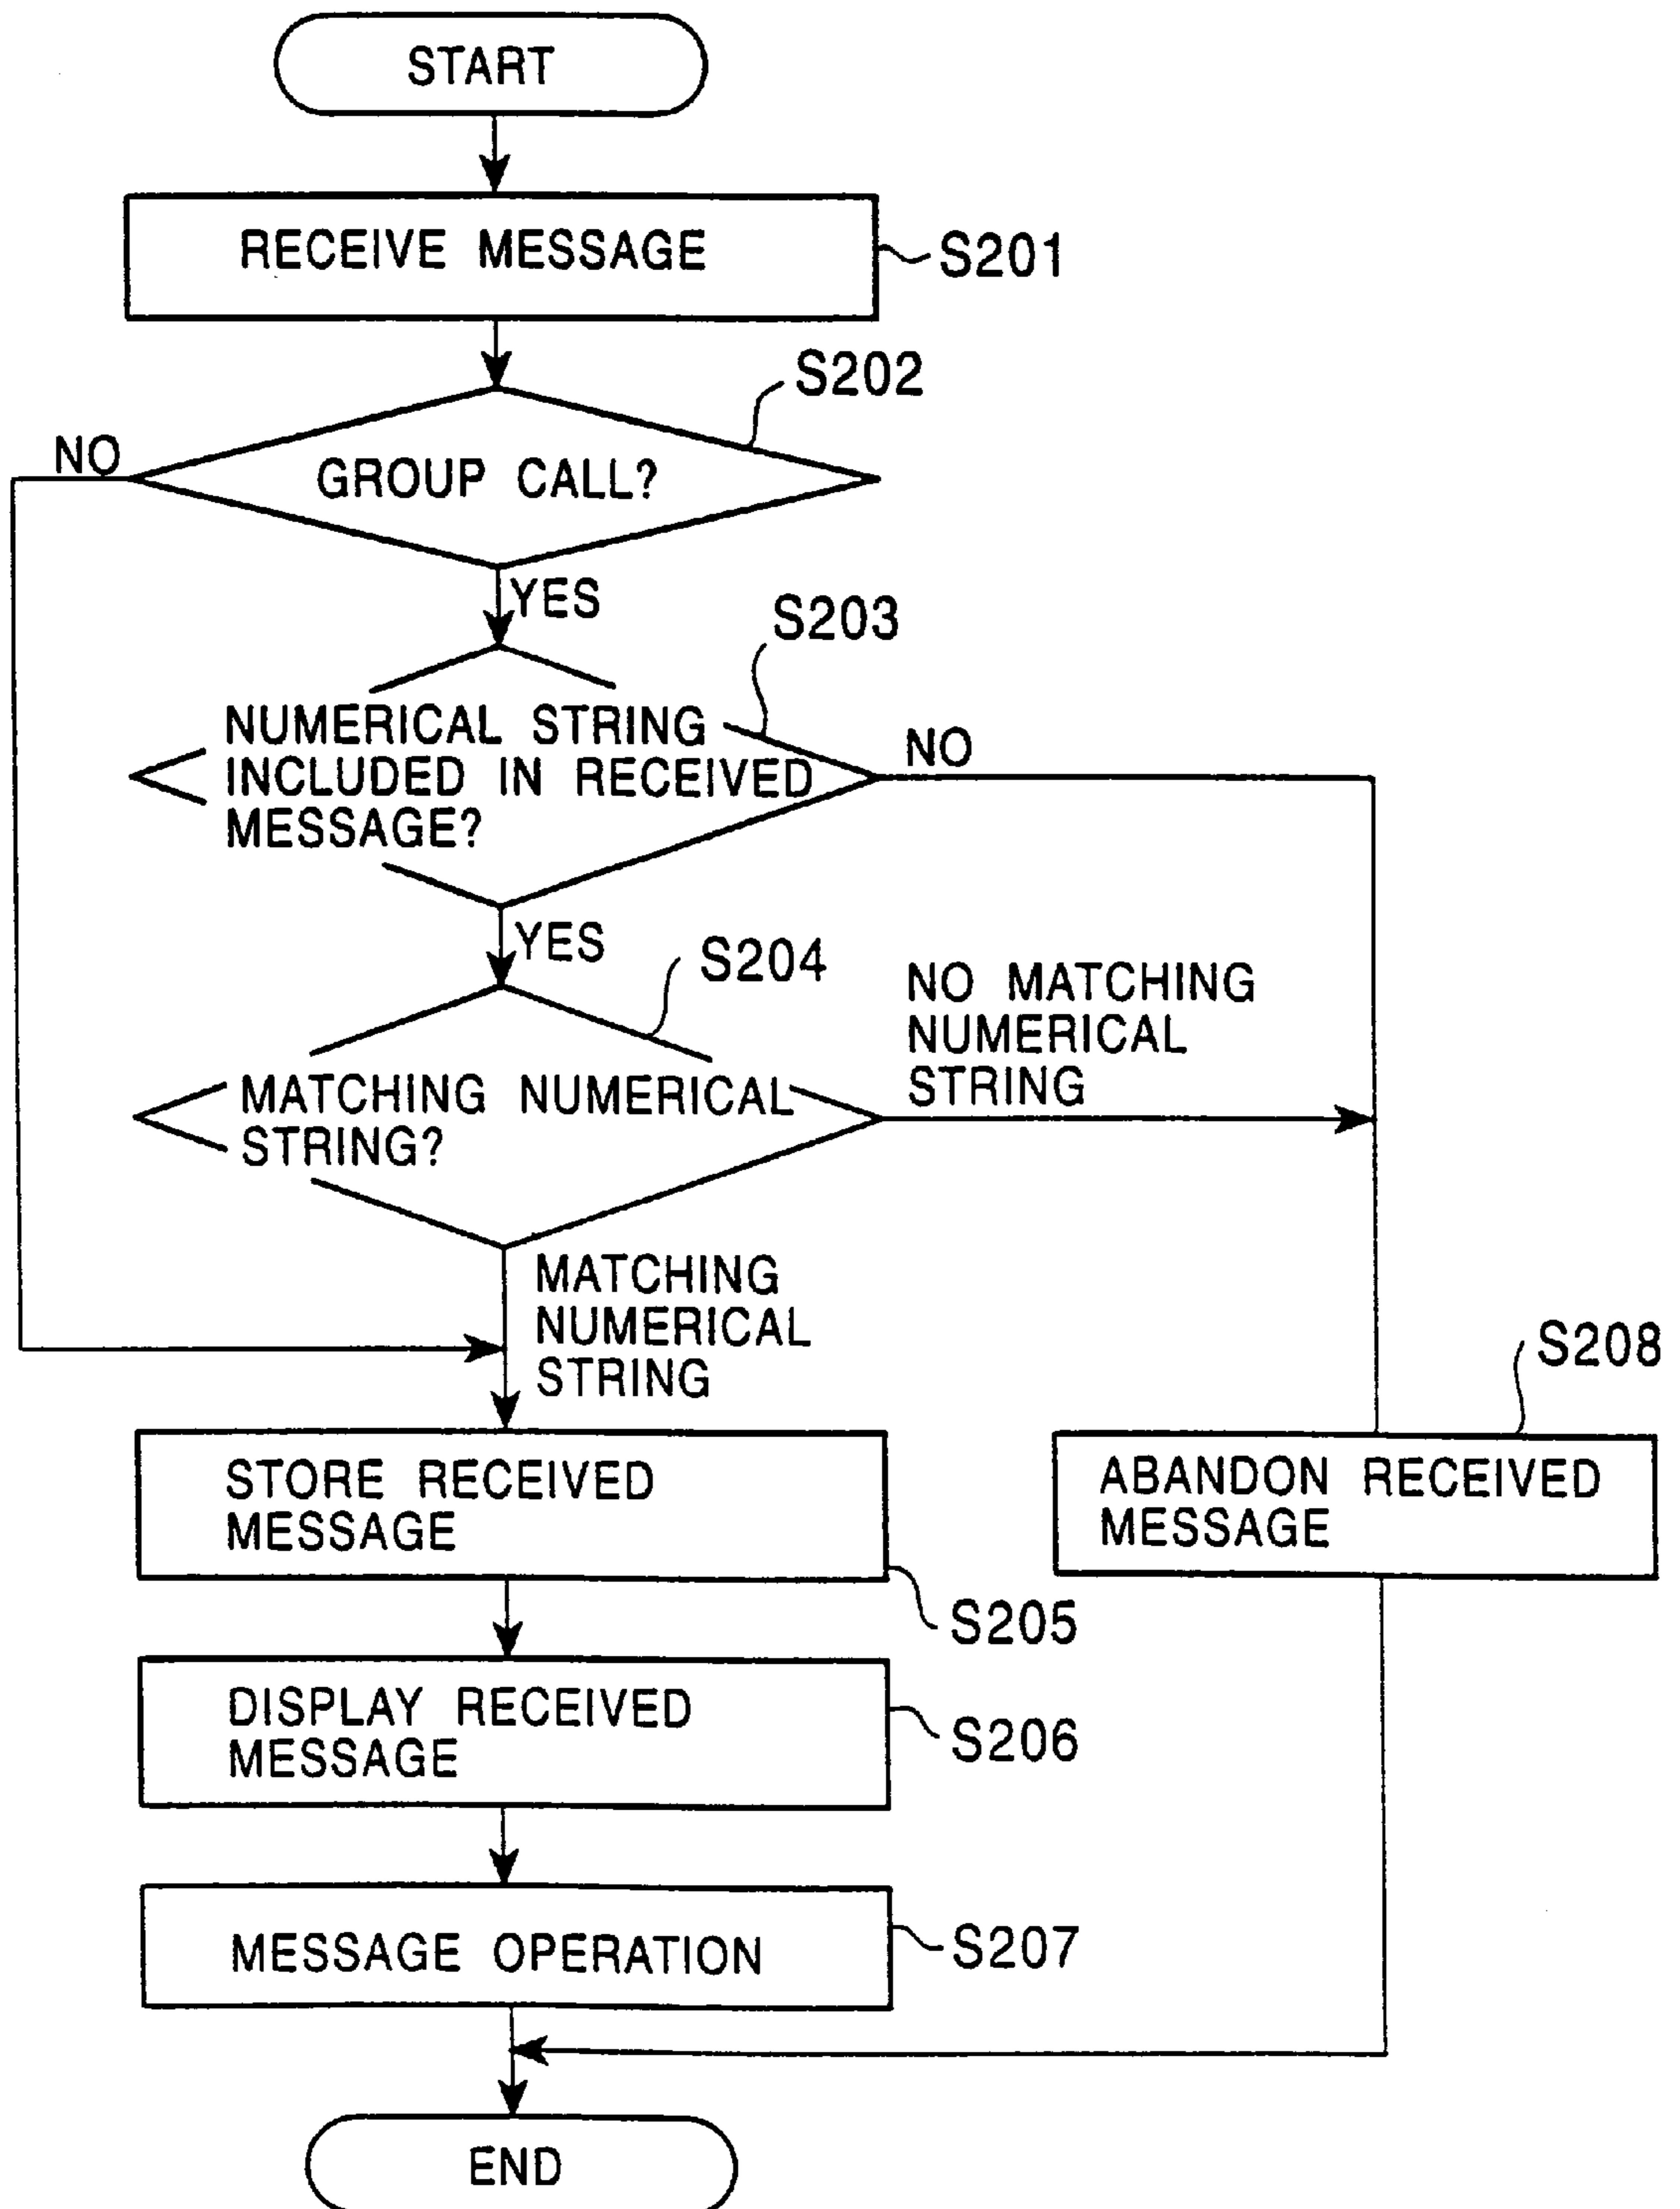 START
RECEIVE MESSAGE
S201
S202
NO
GROUP CALL?
YES
S203
NUMERICAL STRING
INCLUDED IN RECEIVED
MESSAGE?
NO
YES
S204
NO MATCHING
NUMERICAL
STRING
MATCHING NUMERICAL
STRING?
MATCHING
NUMERICAL
STRING
S208
STORE RECEIVED
MESSAGE
ABANDON RECEIVED
MESSAGE
S205
DISPLAY RECEIVED
MESSAGE
S206
MESSAGE OPERATION
S207
END